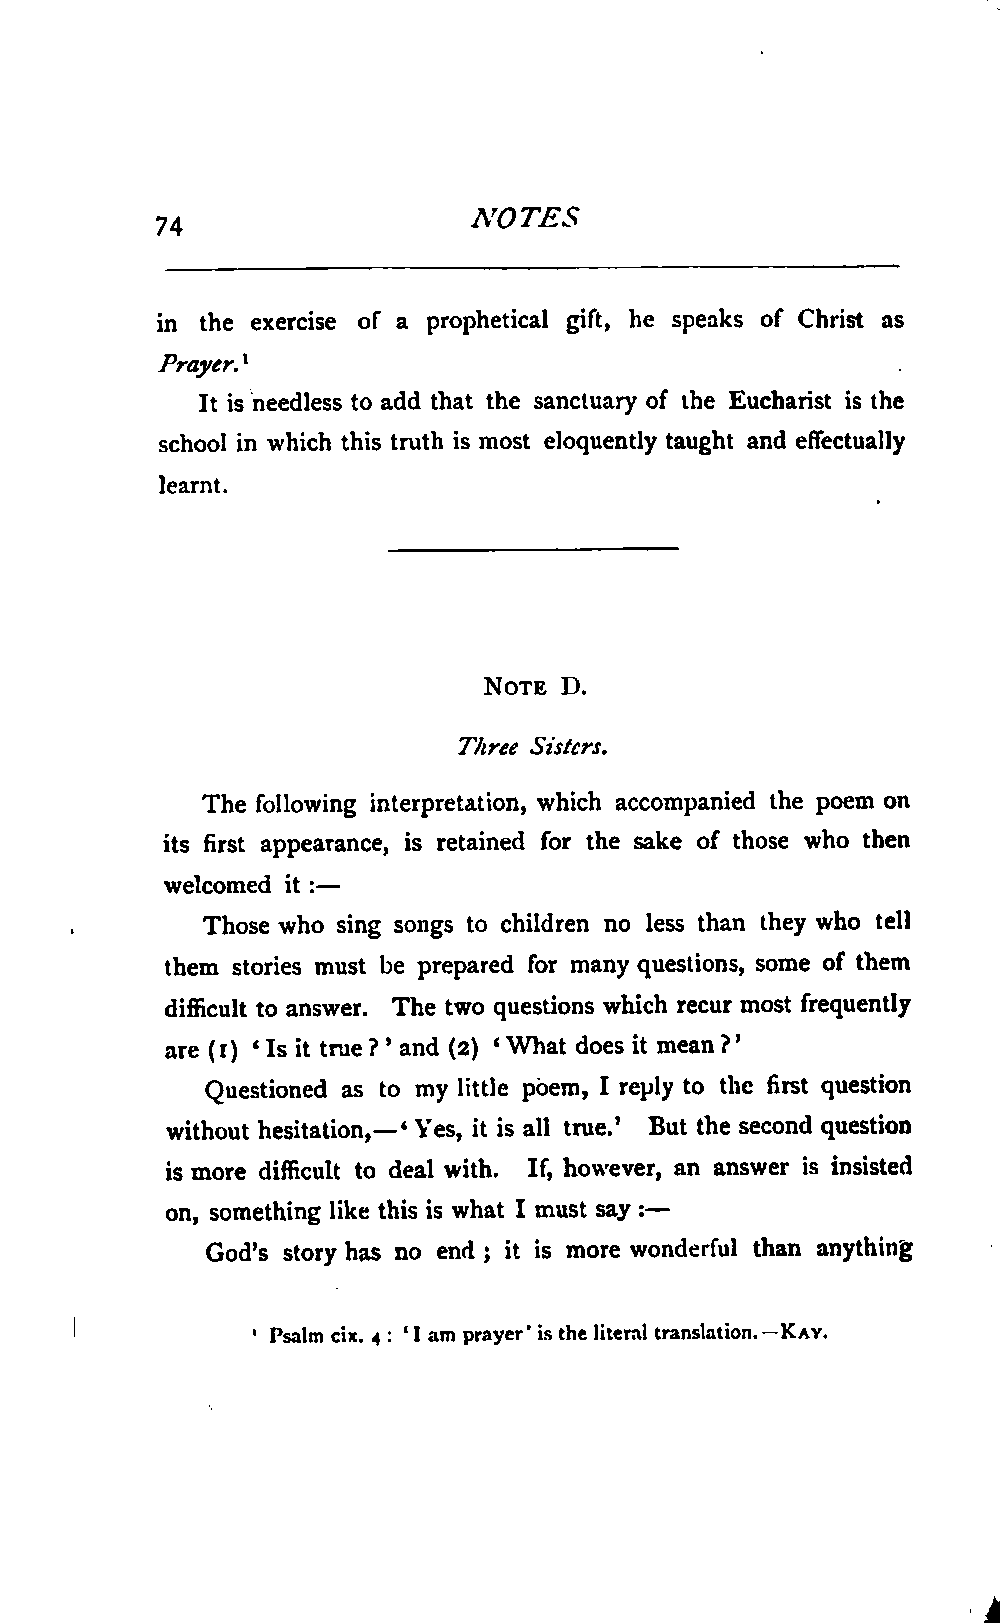 74 NOTES
in the exercise of a prophetical gift, he speaks of Christ as
Prayer.¹
It is needless to add that the sanctuary of the Eucharist is the
school in which this truth is most eloquently taught and effectually
learnt.
NOTE D.
Three Sisters.
The following interpretation, which accompanied the poem on
its first appearance, is retained for the sake of those who then
welcomed it :—
Those who sing songs to children no less than they who tell
them stories must be prepared for many questions, some of them
difficult to answer. The two questions which recur most frequently
are (1) ‘Is it true?’ and (2) ‘What does it mean?’
Questioned as to my little poem, I reply to the first question
without hesitation,—‘Yes, it is all true.’ But the second question
is more difficult to deal with. If, however, an answer is insisted
on, something like this is what I must say :—
God's story has no end ; it is more wonderful than anything
¹ Psalm cix. 4 : ‘I am prayer’ is the literal translation.—KAY.